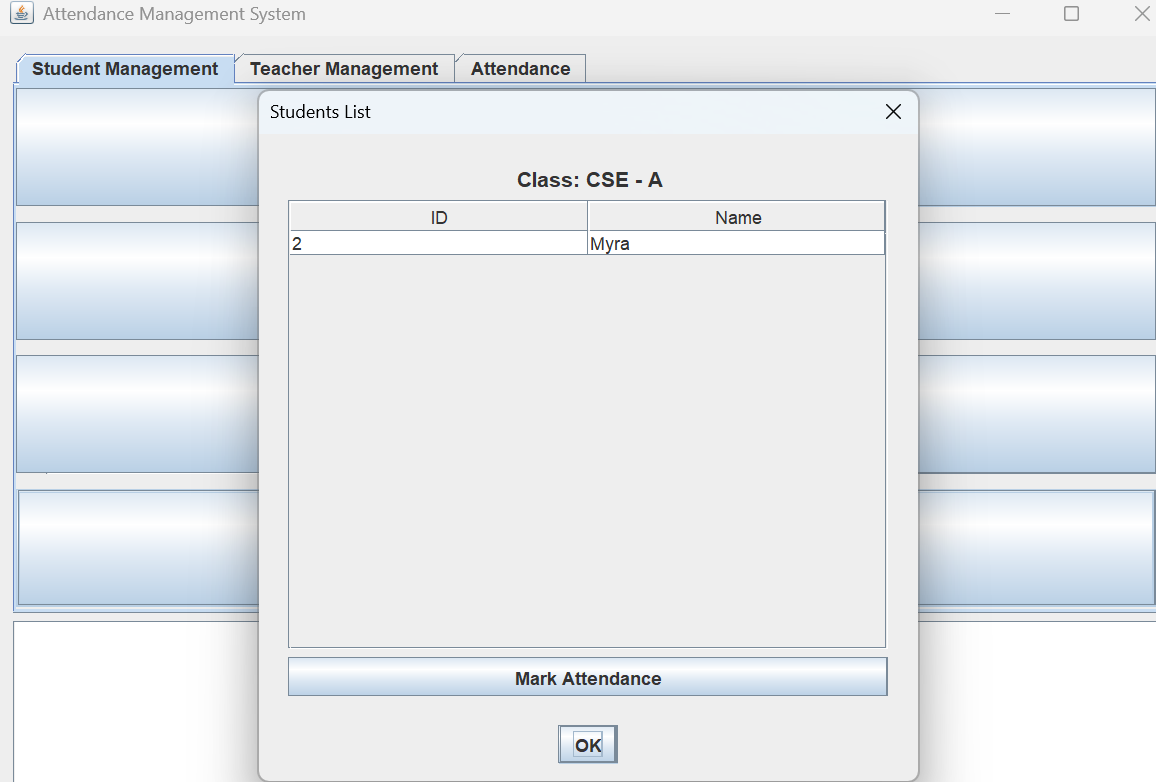 Attendance Management System
Student Management Teacher Management Attendance
Students List
Class: CSE - A
ID Name
2 Myra
Mark Attendance
OK